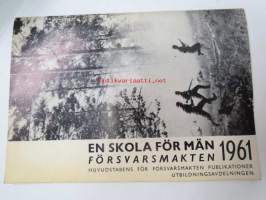 EN SKOLA FÖR MÄN
FÖRSVARSMAKTEN 1961
HUVUDSTABENS FÖR FÖRSVARSMAKTEN PUBLIKATIONER
UTBILDNINGSAVDELNINGEN